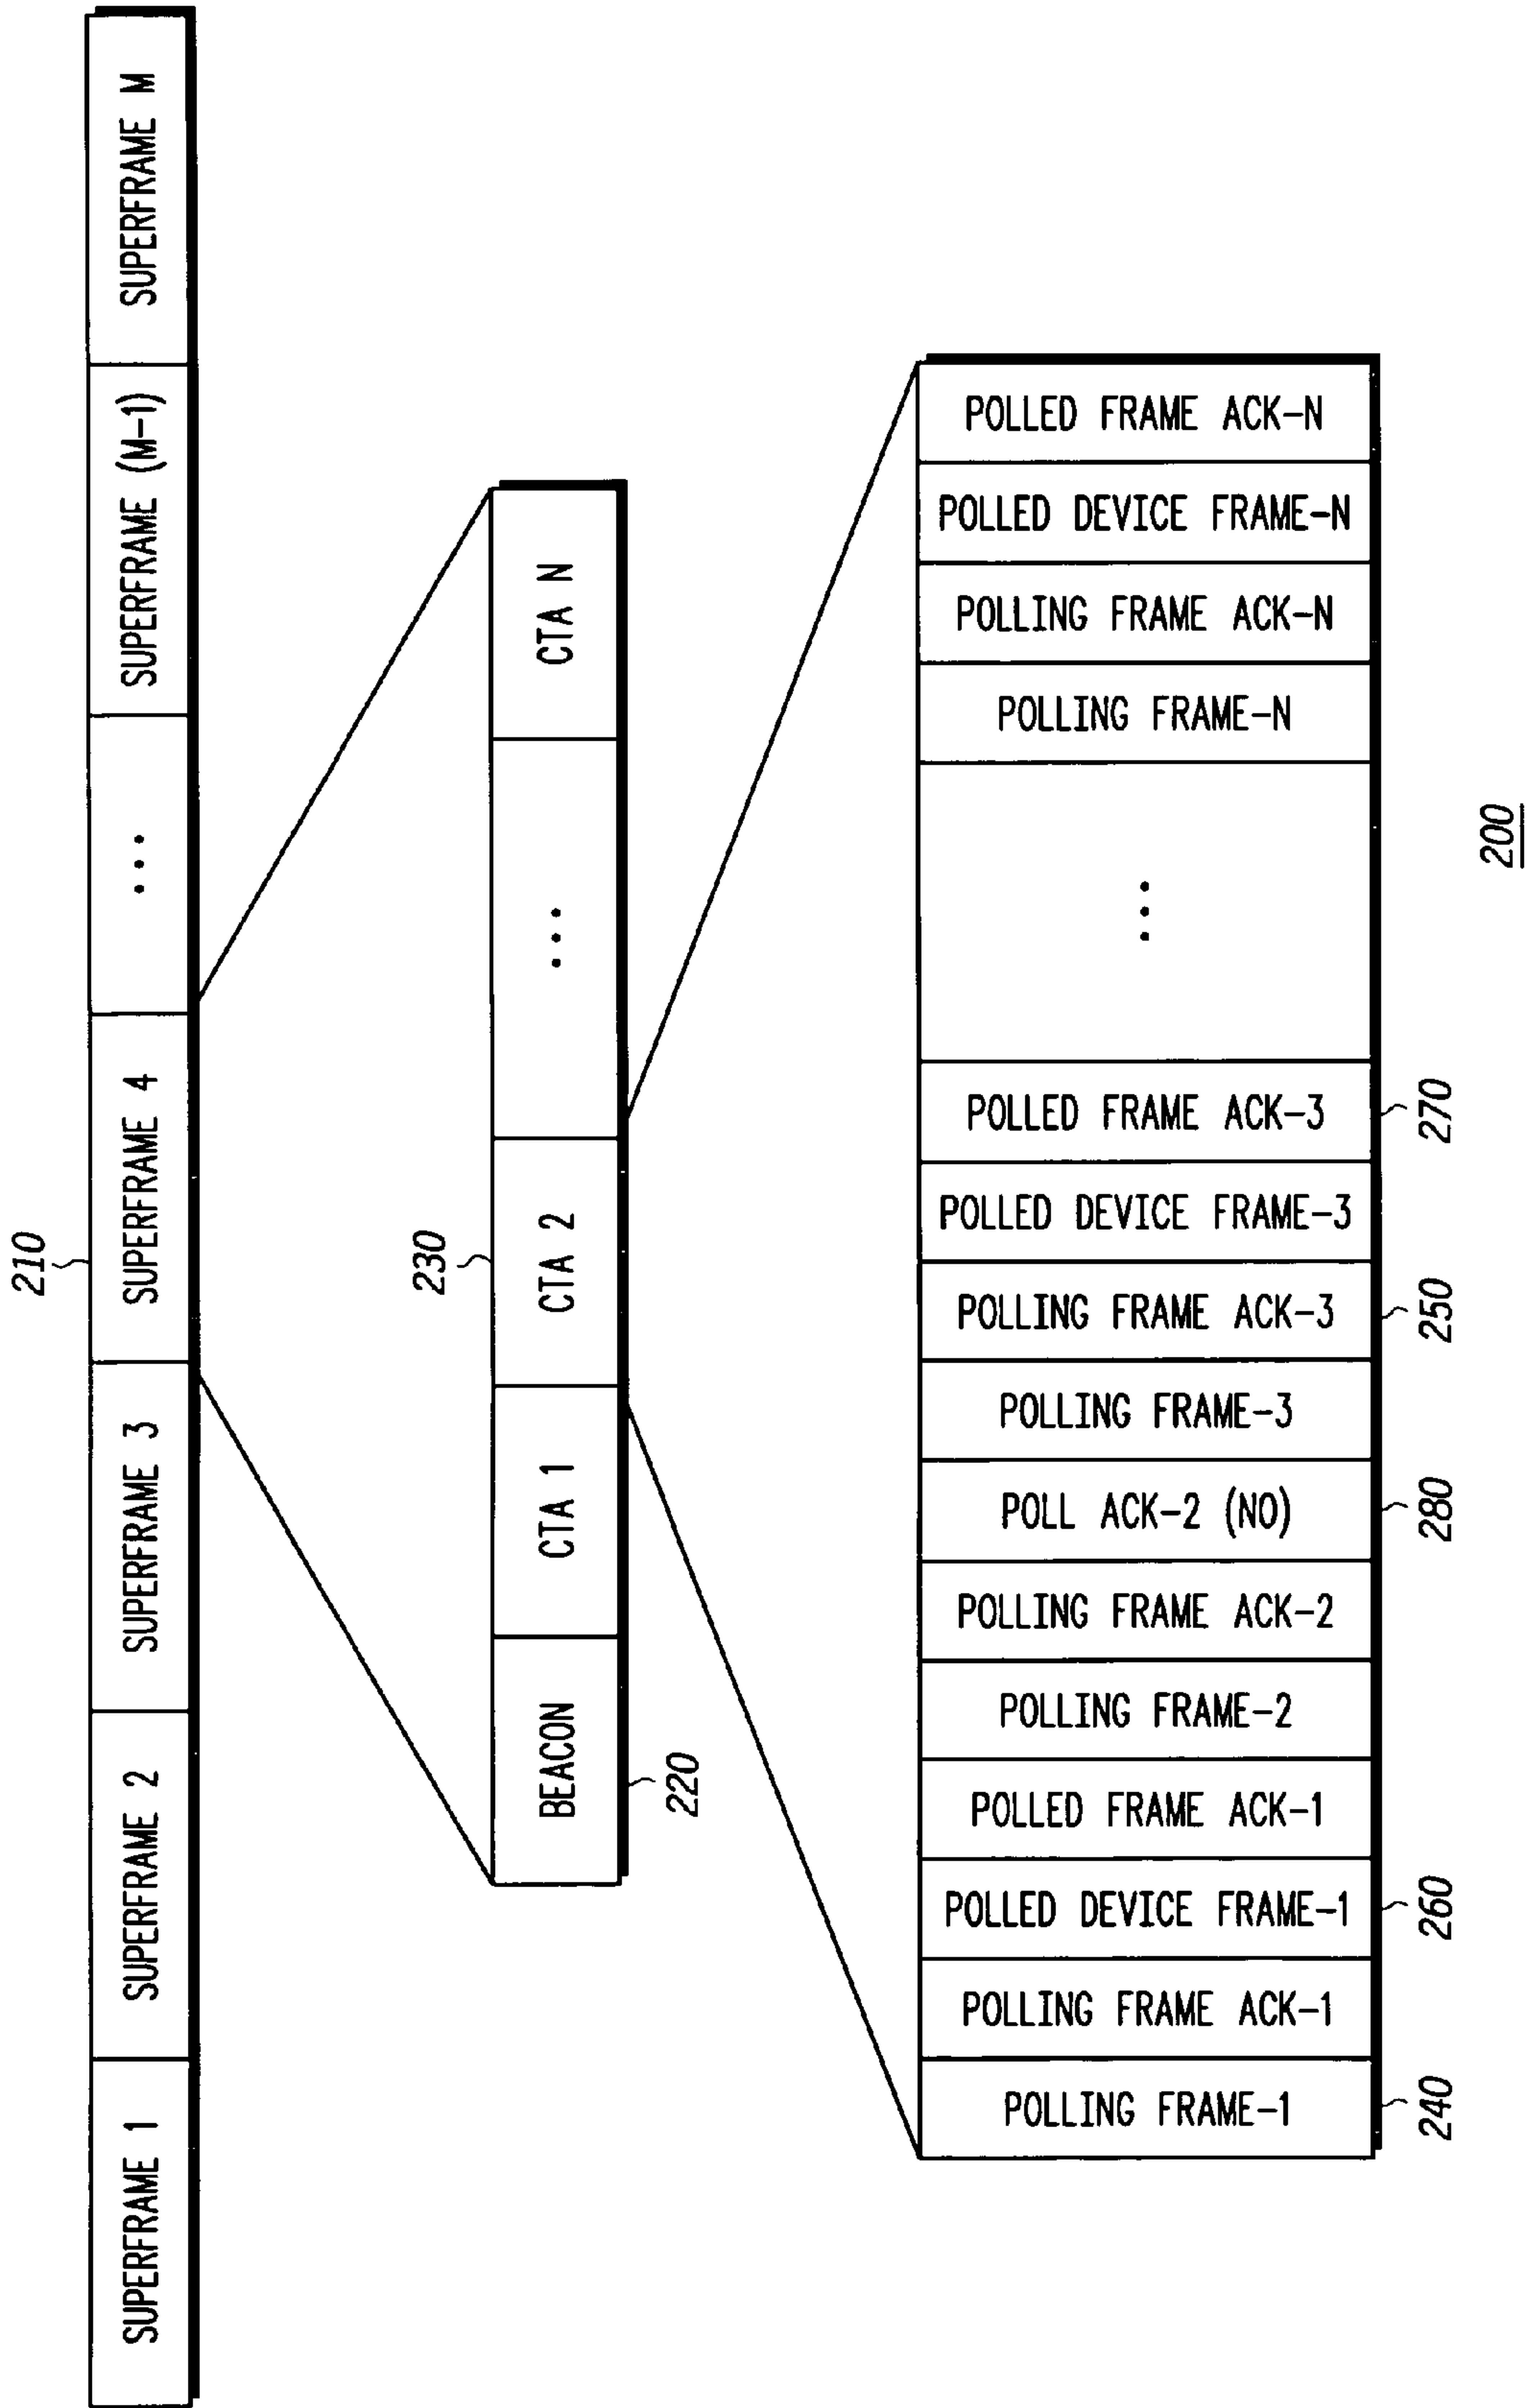 210
SUPERFRAME 1
SUPERFRAME 2
SUPERFRAME 3
SUPERFRAME 4
...
SUPERFRAME (M-1)
SUPERFRAME M
230
BEACON
CTA 1
CTA 2
...
CTA N
220
POLLING FRAME-1
POLLING FRAME ACK-1
POLLED DEVICE FRAME-1
POLLED FRAME ACK-1
POLLING FRAME-2
POLLING FRAME ACK-2
POLL ACK-2 (NO)
POLLING FRAME-3
POLLING FRAME ACK-3
POLLED DEVICE FRAME-3
POLLED FRAME ACK-3
...
POLLING FRAME-N
POLLING FRAME ACK-N
POLLED DEVICE FRAME-N
POLLED FRAME ACK-N
240
260
280
250
270
200